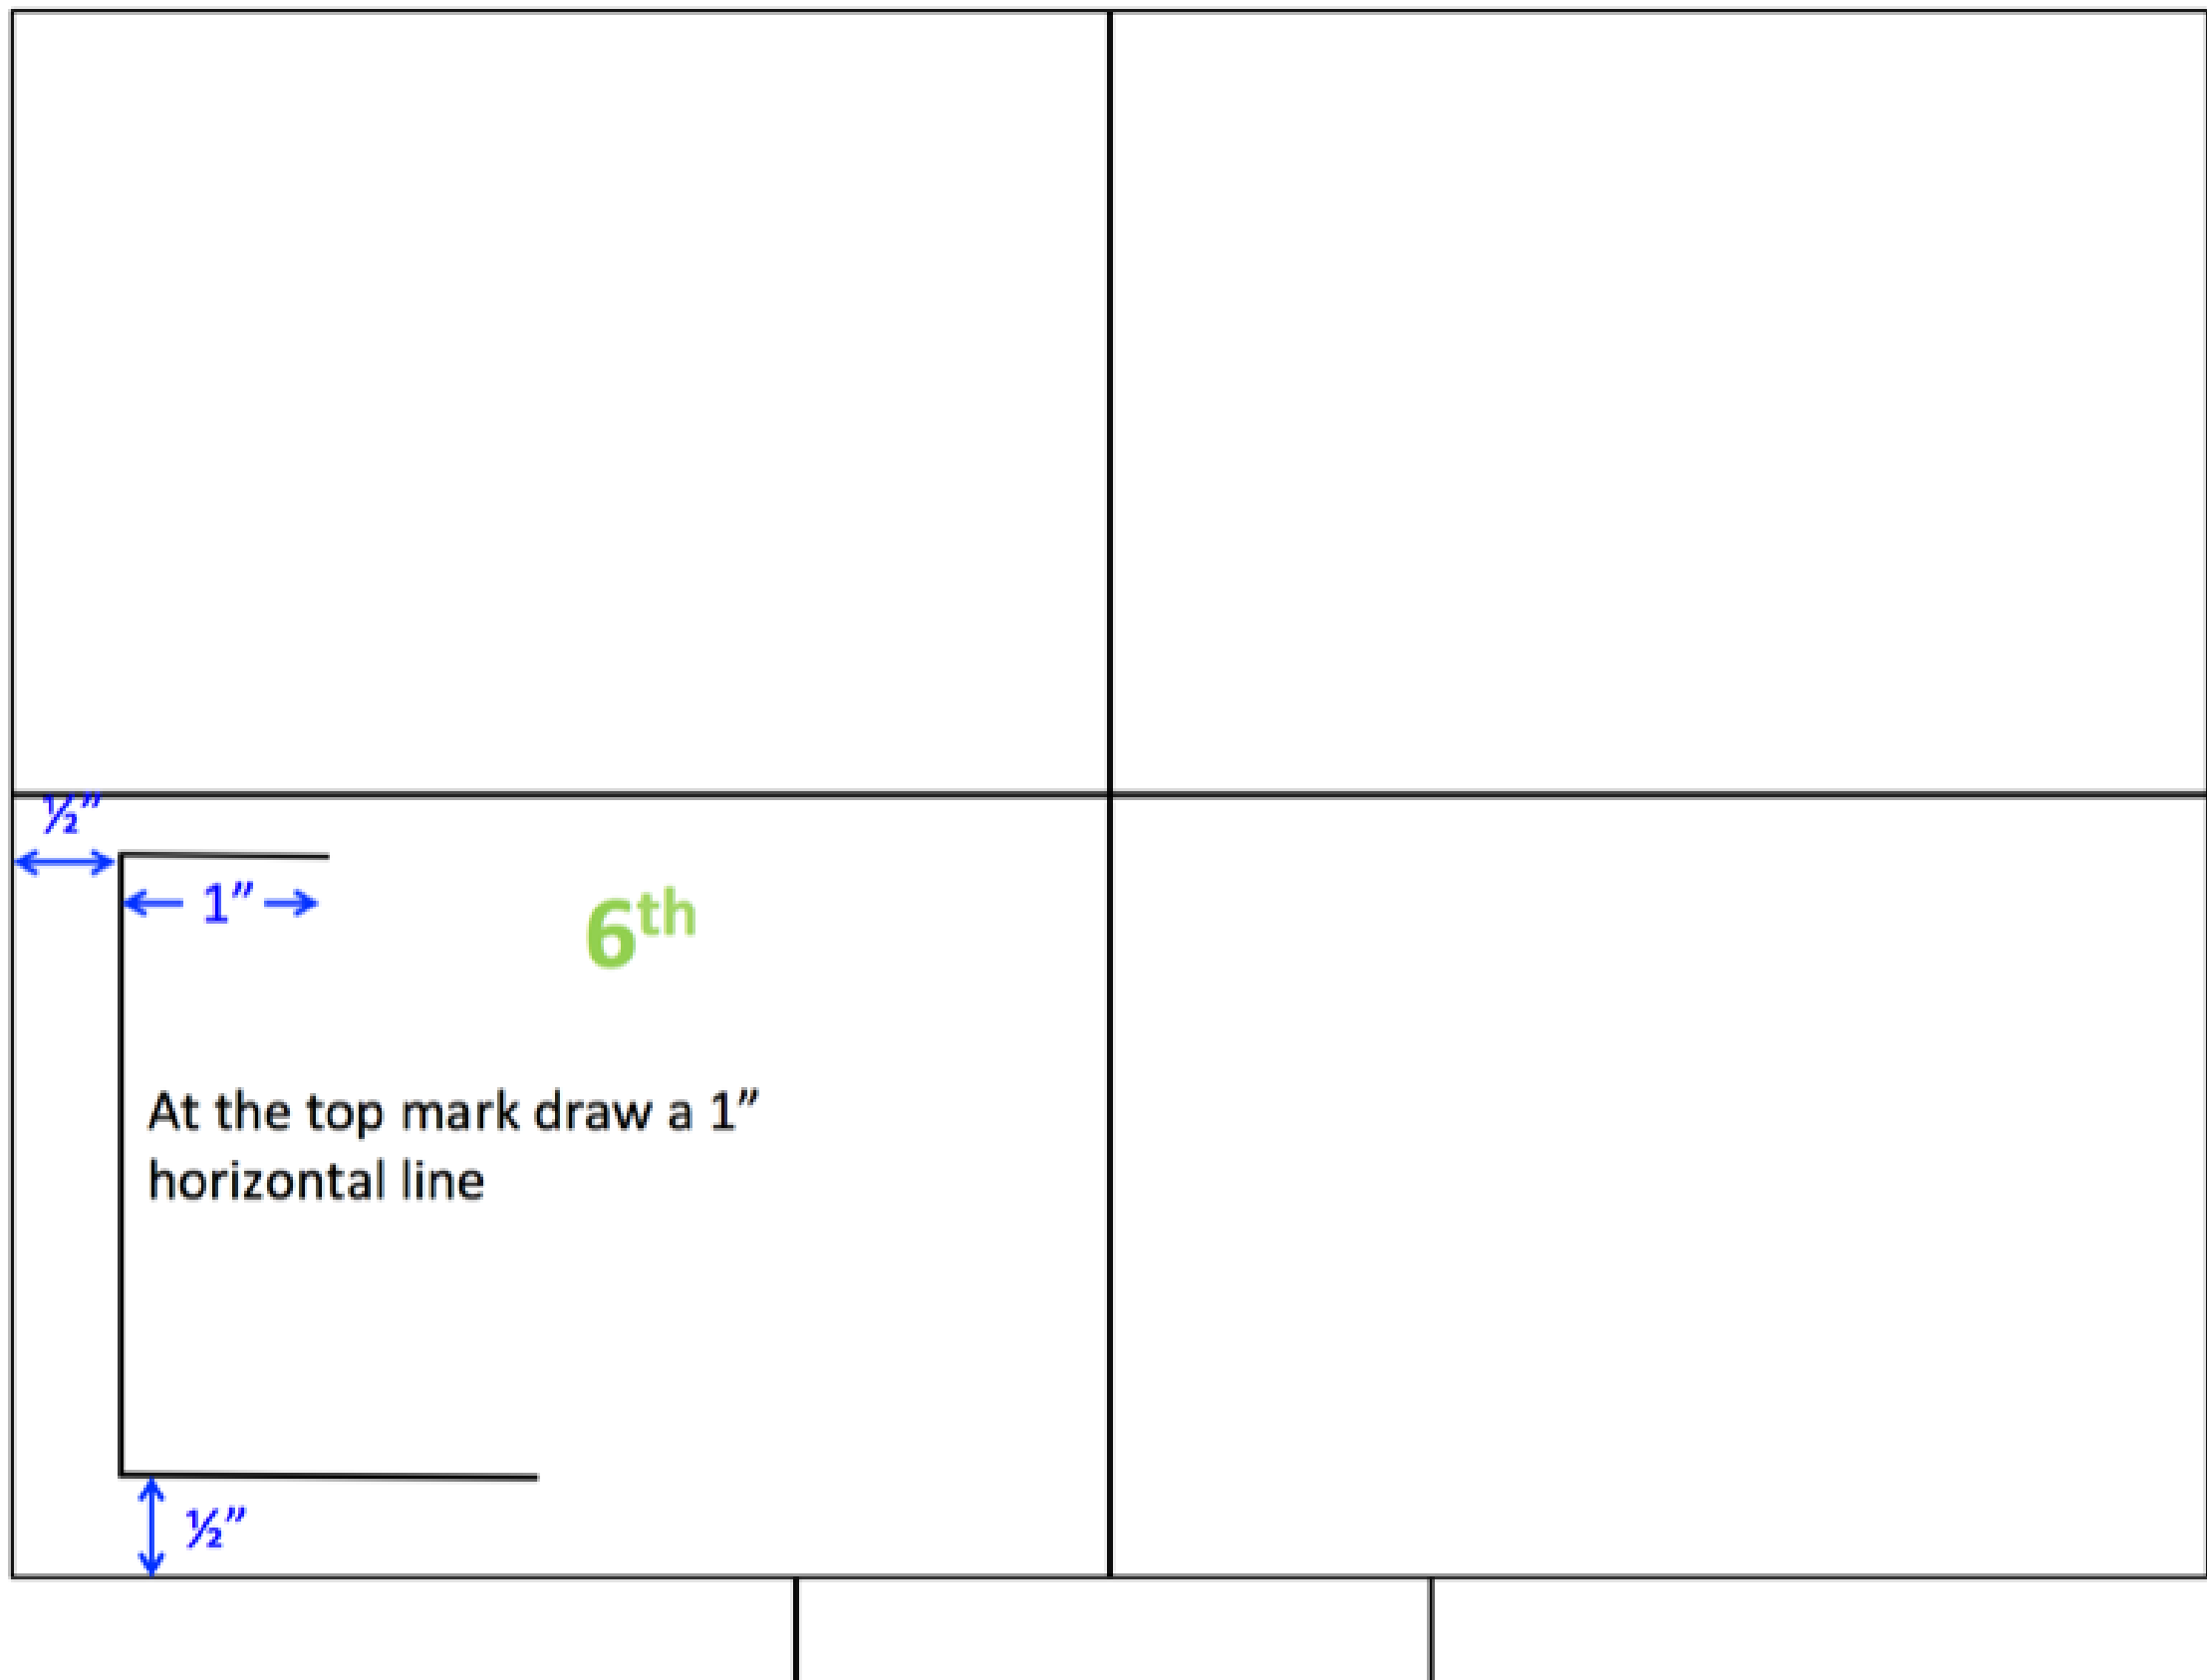 ½”
1”
6th
At the top mark draw a 1”
horizontal line
½”